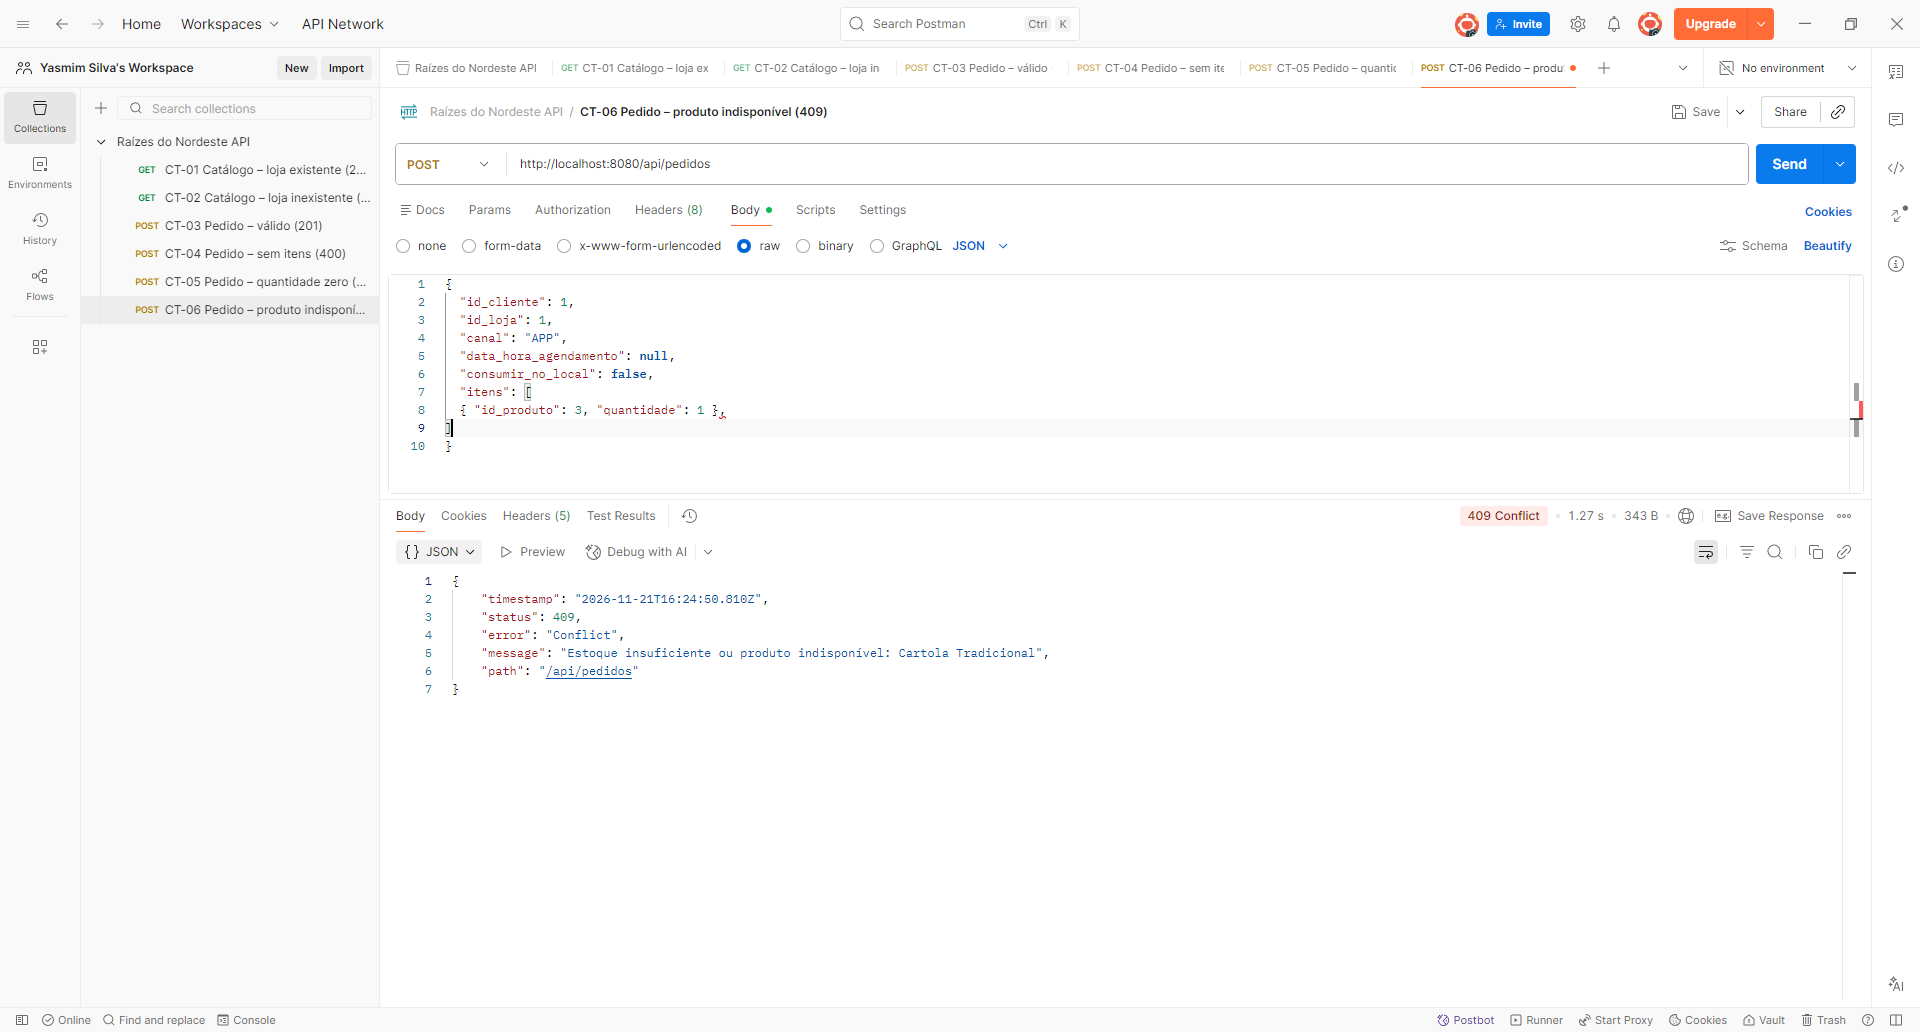 Home Workspaces API Network Search Postman Ctrl K Invite Upgrade
Yasmim Silva's Workspace New Import
Raízes do Nordeste API GET CT-01 Catálogo – loja ex GET CT-02 Catálogo – loja in POST CT-03 Pedido – válido POST CT-04 Pedido – sem ite POST CT-05 Pedido – quantic POST CT-06 Pedido – produ No environment
Collections
Environments
History
Flows
Search collections
Raízes do Nordeste API
GET CT-01 Catálogo – loja existente (2...
GET CT-02 Catálogo – loja inexistente (...
POST CT-03 Pedido – válido (201)
POST CT-04 Pedido – sem itens (400)
POST CT-05 Pedido – quantidade zero (...
POST CT-06 Pedido – produto indisponí...
HTTP Raízes do Nordeste API / CT-06 Pedido – produto indisponível (409) Save Share
POST http://localhost:8080/api/pedidos Send
Docs Params Authorization Headers (8) Body Scripts Settings Cookies
none form-data x-www-form-urlencoded raw binary GraphQL JSON Schema Beautify
1 {
2 "id_cliente": 1,
3 "id_loja": 1,
4 "canal": "APP",
5 "data_hora_agendamento": null,
6 "consumir_no_local": false,
7 "itens": [
8 { "id_produto": 3, "quantidade": 1 },
9 ]
10 }
Body Cookies Headers (5) Test Results 409 Conflict • 1.27 s • 343 B e.g. Save Response
{} JSON Preview Debug with AI
1 {
2 "timestamp": "2026-11-21T16:24:50.810Z",
3 "status": 409,
4 "error": "Conflict",
5 "message": "Estoque insuficiente ou produto indisponível: Cartola Tradicional",
6 "path": "/api/pedidos"
7 }
AI
Online Find and replace Console Postbot Runner Start Proxy Cookies Vault Trash